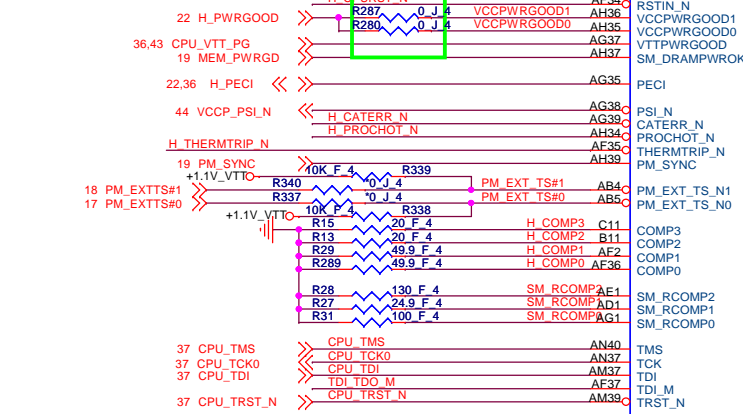 RSTIN_N
22 H_PWRGOOD R287 0_J_4 VCCPWRGOOD1 AH36 VCCPWRGOOD1
R280 0_J_4 VCCPWRGOOD0 AH35 VCCPWRGOOD0
36,43 CPU_VTT_PG AG37 VTTPWRGOOD
19 MEM_PWRGD AH37 SM_DRAMPWROK
22,36 H_PECI AG35 PECI
44 VCCP_PSI_N AG38 PSI_N
H_CATERR_N AG39 CATERR_N
H_PROCHOT_N AH34 PROCHOT_N
H_THERMTRIP_N AF35 THERMTRIP_N
19 PM_SYNC AH39 PM_SYNC
+1.1V_VTT 10K_F_4 R339
18 PM_EXTTS#1 R340 *0_J_4 PM_EXT_TS#1 AB4 PM_EXT_TS_N1
17 PM_EXTTS#0 R337 *0_J_4 PM_EXT_TS#0 AB5 PM_EXT_TS_N0
+1.1V_VTT 10K_F_4 R338
R15 20_F_4 H_COMP3 C11 COMP3
R13 20_F_4 H_COMP2 B11 COMP2
R29 49.9_F_4 H_COMP1 AF2 COMP1
R289 49.9_F_4 H_COMP0 AF36 COMP0
R28 130_F_4 SM_RCOMP2 AE1 SM_RCOMP2
R27 24.9_F_4 SM_RCOMP1 AD1 SM_RCOMP1
R31 100_F_4 SM_RCOMP0 AG1 SM_RCOMP0
37 CPU_TMS CPU_TMS AN40 TMS
37 CPU_TCK0 CPU_TCK0 AN37 TCK
37 CPU_TDI CPU_TDI AM37 TDI
TDI_TDO_M AF37 TDI_M
37 CPU_TRST_N CPU_TRST_N AM39 TRST_N